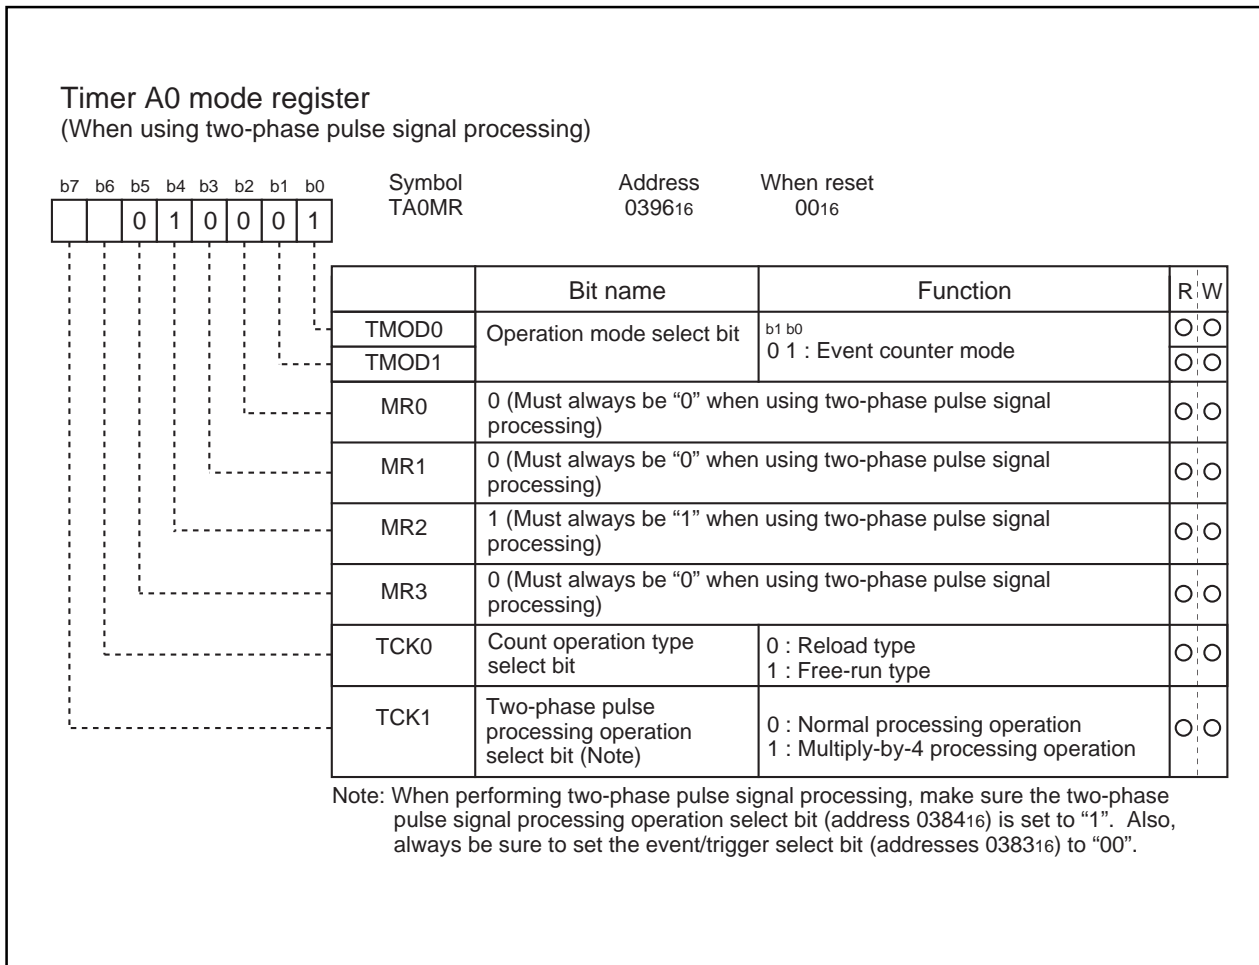 Timer A0 mode register
(When using two-phase pulse signal processing)
b7 b6 b5 b4 b3 b2 b1 b0
0 1 0 0 0 1
Symbol Address When reset
TA0MR 039616 0016
Bit name Function R W
TMOD0 Operation mode select bit b1 b0
0 1 : Event counter mode
TMOD1
MR0 0 (Must always be “0” when using two-phase pulse signal
processing)
MR1 0 (Must always be “0” when using two-phase pulse signal
processing)
MR2 1 (Must always be “1” when using two-phase pulse signal
processing)
MR3 0 (Must always be “0” when using two-phase pulse signal
processing)
TCK0 Count operation type
select bit
0 : Reload type
1 : Free-run type
TCK1 Two-phase pulse
processing operation
select bit (Note)
0 : Normal processing operation
1 : Multiply-by-4 processing operation
Note: When performing two-phase pulse signal processing, make sure the two-phase
pulse signal processing operation select bit (address 038416) is set to “1”. Also,
always be sure to set the event/trigger select bit (addresses 038316) to “00”.